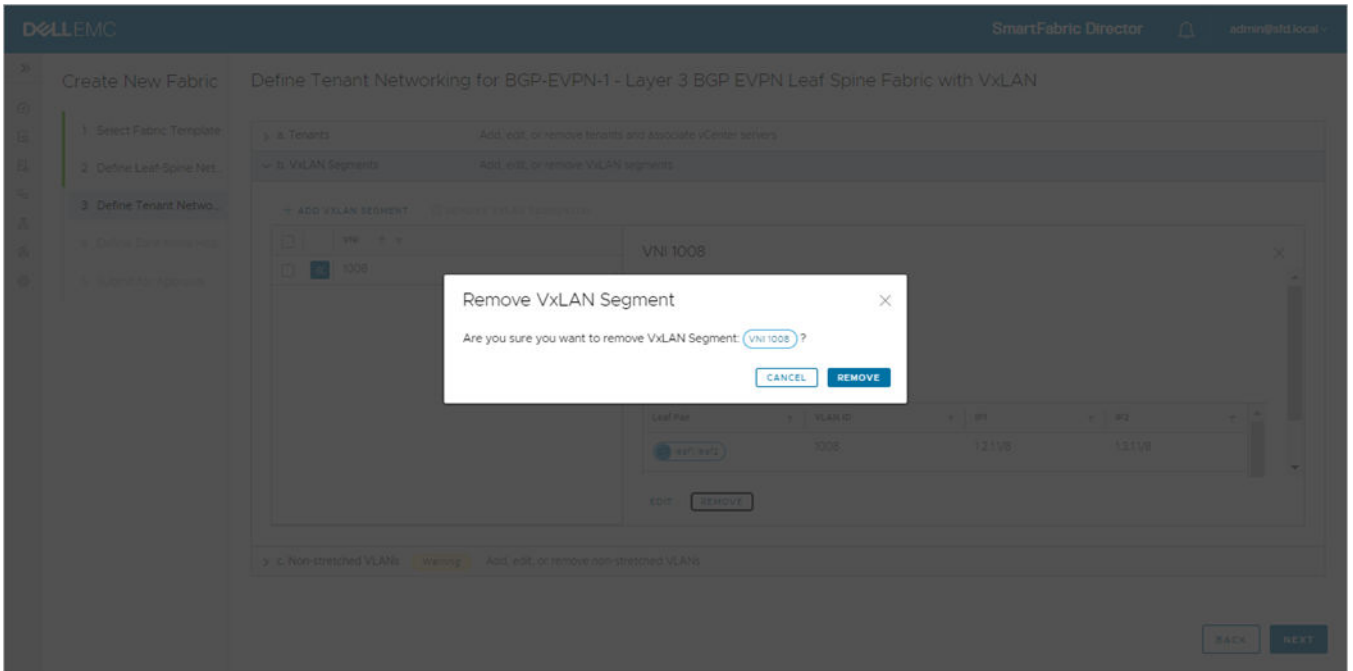 DELLEMC
SmartFabric Director
admin@sfd.local
Create New Fabric
Define Tenant Networking for BGP-EVPN-1 - Layer 3 BGP EVPN Leaf Spine Fabric with VxLAN
1 Select Fabric Template
2 Define Leaf-Spine Net...
3 Define Tenant Netwo...
a. Tenants
Add, edit, or remove tenants and associate vCenter servers
b. VxLAN Segments
Add, edit, or remove VxLAN segments
+ ADD VXLAN SEGMENT
VNI
1008
VNI 1008
Remove VxLAN Segment
Are you sure you want to remove VxLAN Segment: VNI 1008 ?
CANCEL REMOVE
Leaf Pair VLAN ID IP1 IP2
1008
EDIT REMOVE
c. Non-stretched VLANs Warning Add, edit, or remove non-stretched VLANs
BACK NEXT